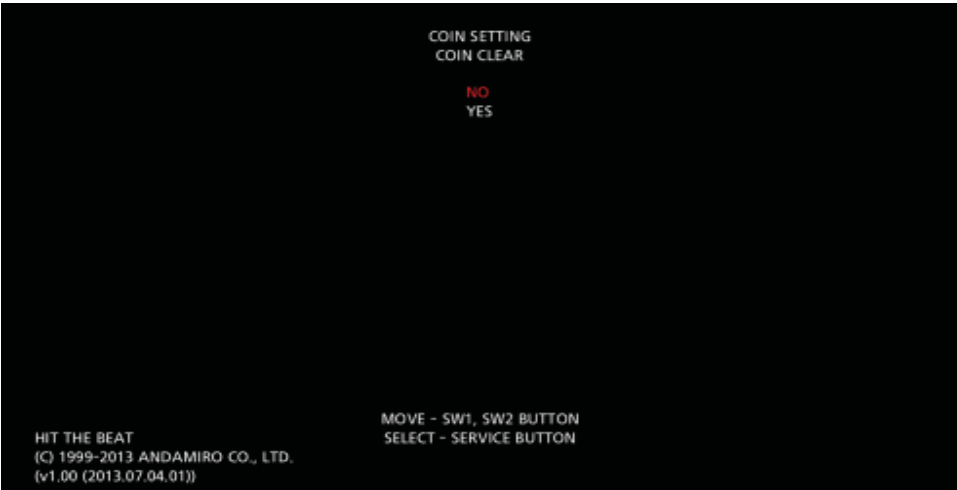 COIN SETTING
COIN CLEAR
NO
YES
MOVE - SW1, SW2 BUTTON
SELECT - SERVICE BUTTON
HIT THE BEAT
(C) 1999-2013 ANDAMIRO CO., LTD.
(v1.00 (2013.07.04.01))